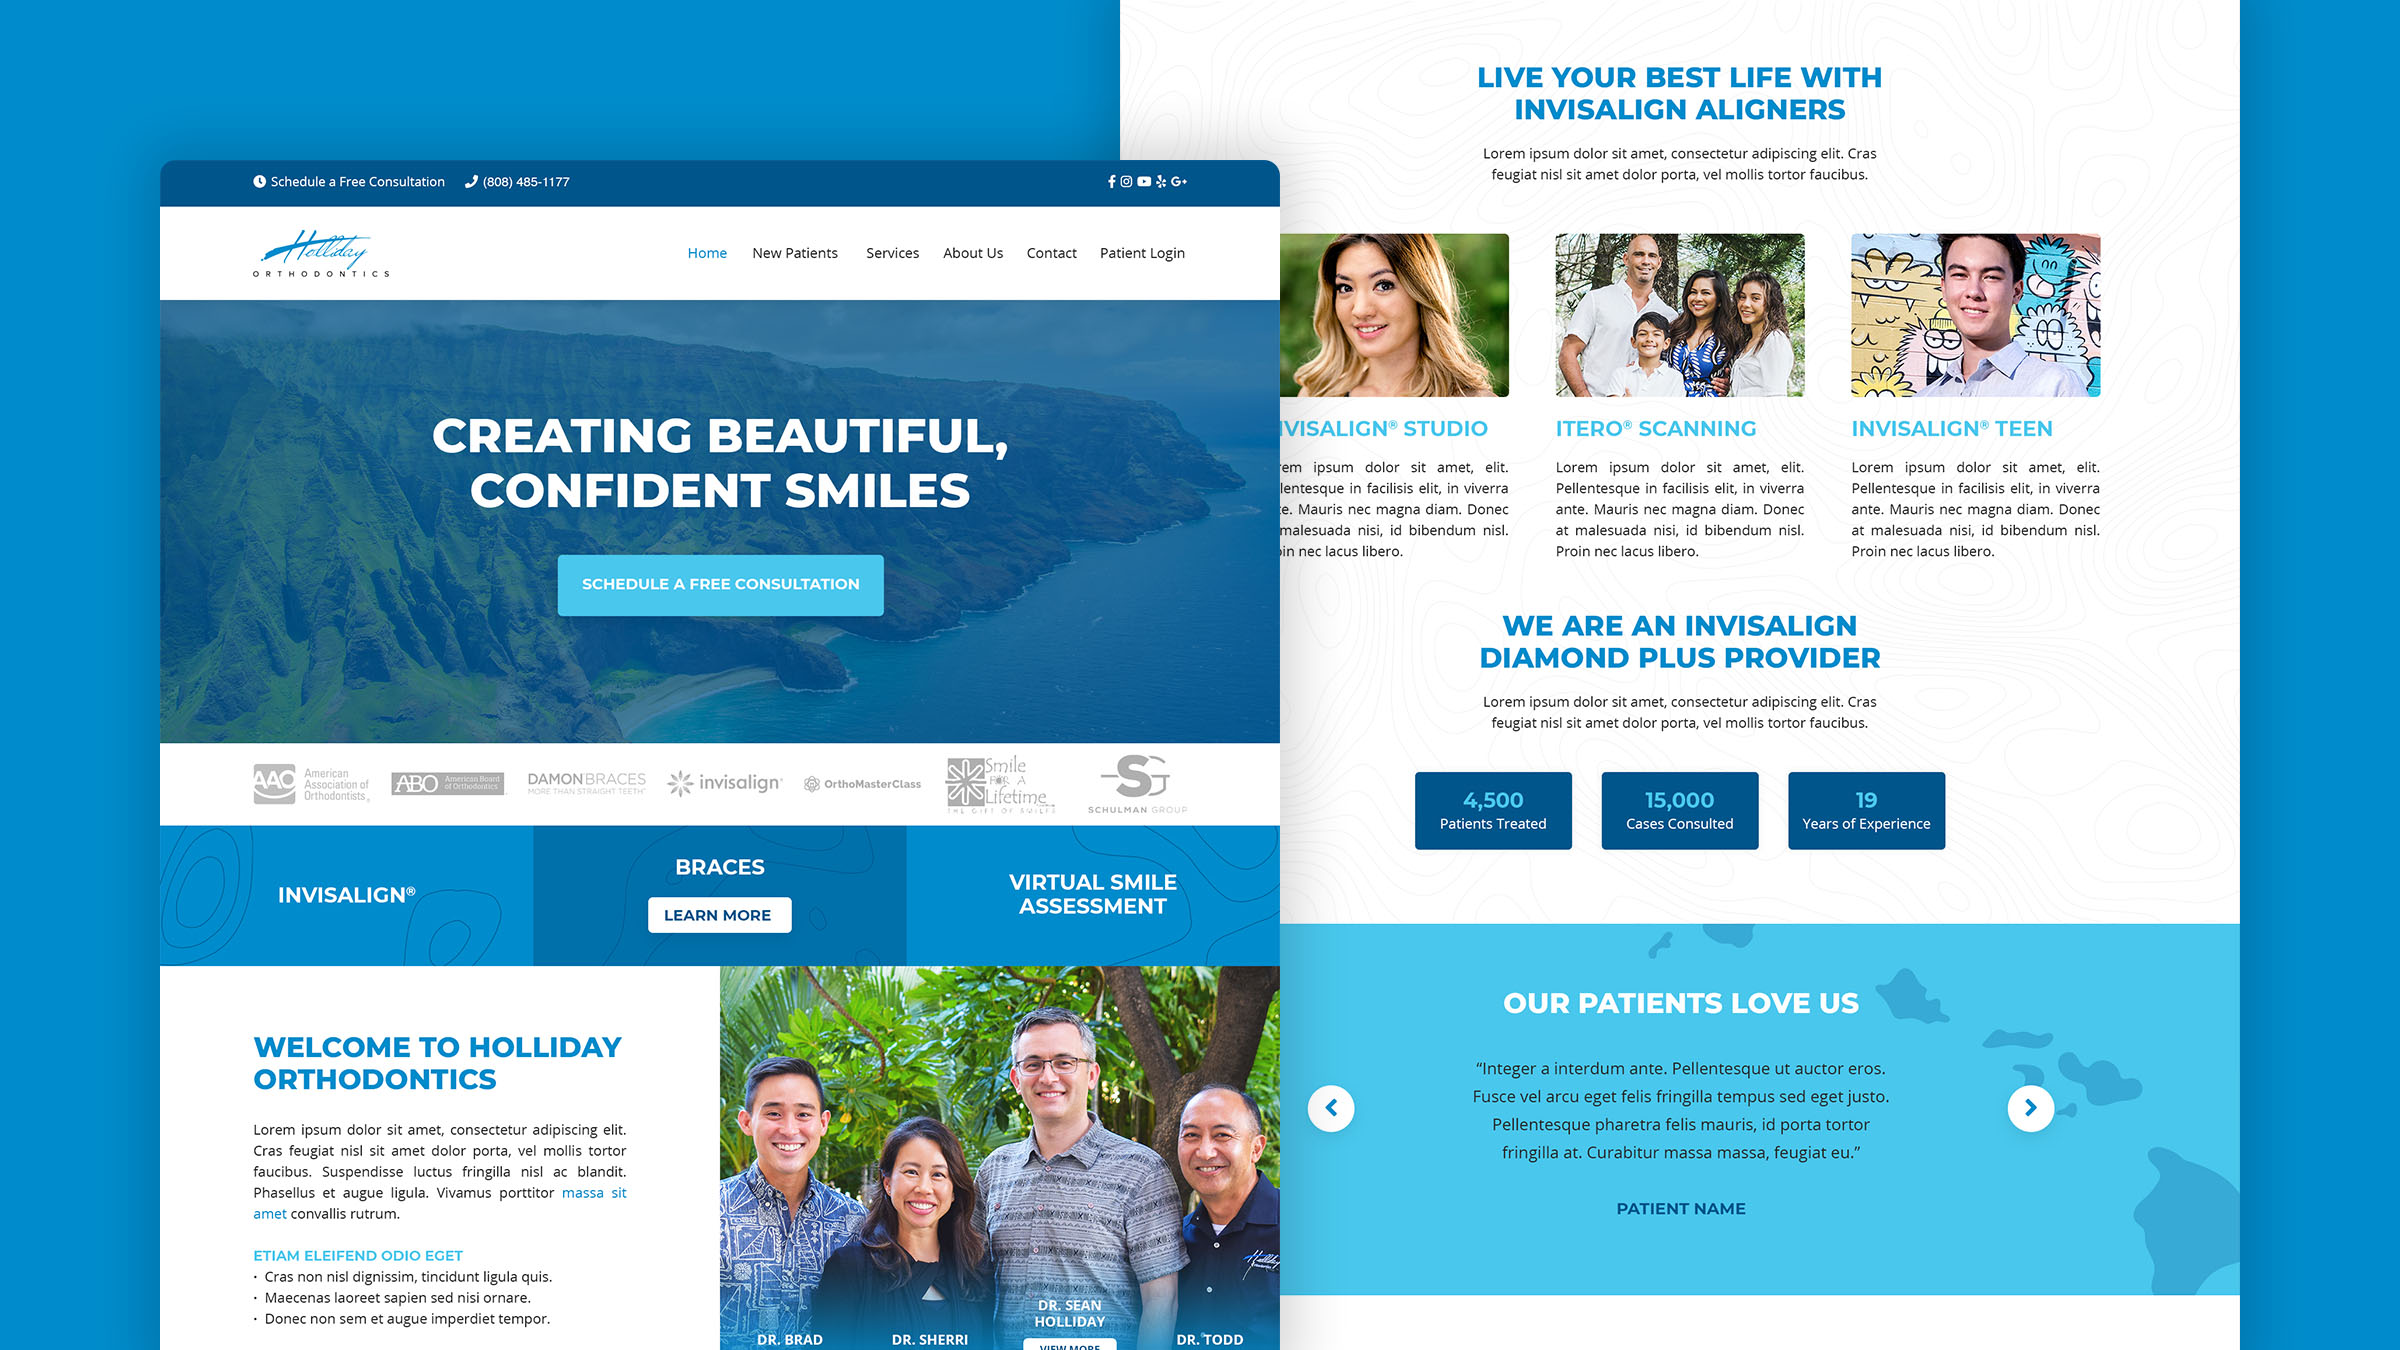 Schedule a Free Consultation (808) 485-1177
Holliday
ORTHODONTICS
Home New Patients Services About Us Contact Patient Login
CREATING BEAUTIFUL,
CONFIDENT SMILES
SCHEDULE A FREE CONSULTATION
AAO American
Association of
Orthodontists®
ABO American Board
of Orthodontics
DAMON BRACES
MORE THAN STRAIGHT TEETH
invisalign
OrthoMasterClass
Smile
FOR A
Lifetime
THE GIFT OF SMILES
SG
SCHULMAN GROUP
INVISALIGN®
BRACES
LEARN MORE
VIRTUAL SMILE
ASSESSMENT
WELCOME TO HOLLIDAY
ORTHODONTICS
Lorem ipsum dolor sit amet, consectetur adipiscing elit.
Cras feugiat nisl sit amet dolor porta, vel mollis tortor
faucibus. Suspendisse luctus fringilla nisl ac blandit.
Phasellus et augue ligula. Vivamus porttitor massa sit
amet convallis rutrum.
ETIAM ELEIFEND ODIO EGET
• Cras non nisl dignissim, tincidunt ligula quis.
• Maecenas laoreet sapien sed nisi ornare.
• Donec non sem et augue imperdiet tempor.
Holliday
DR. BRAD
DR. SHERRI
DR. SEAN
HOLLIDAY
VIEW MORE
DR. TODD
LIVE YOUR BEST LIFE WITH
INVISALIGN ALIGNERS
Lorem ipsum dolor sit amet, consectetur adipiscing elit. Cras
feugiat nisl sit amet dolor porta, vel mollis tortor faucibus.
VISALIGN® STUDIO
rem ipsum dolor sit amet, elit.
lentesque in facilisis elit, in viverra
te. Mauris nec magna diam. Donec
malesuada nisi, id bibendum nisl.
in nec lacus libero.
ITERO® SCANNING
Lorem ipsum dolor sit amet, elit.
Pellentesque in facilisis elit, in viverra
ante. Mauris nec magna diam. Donec
at malesuada nisi, id bibendum nisl.
Proin nec lacus libero.
INVISALIGN® TEEN
Lorem ipsum dolor sit amet, elit.
Pellentesque in facilisis elit, in viverra
ante. Mauris nec magna diam. Donec
at malesuada nisi, id bibendum nisl.
Proin nec lacus libero.
WE ARE AN INVISALIGN
DIAMOND PLUS PROVIDER
Lorem ipsum dolor sit amet, consectetur adipiscing elit. Cras
feugiat nisl sit amet dolor porta, vel mollis tortor faucibus.
4,500
Patients Treated
15,000
Cases Consulted
19
Years of Experience
OUR PATIENTS LOVE US
“Integer a interdum ante. Pellentesque ut auctor eros.
Fusce vel arcu eget felis fringilla tempus sed eget justo.
Pellentesque pharetra felis mauris, id porta tortor
fringilla at. Curabitur massa massa, feugiat eu.”
PATIENT NAME